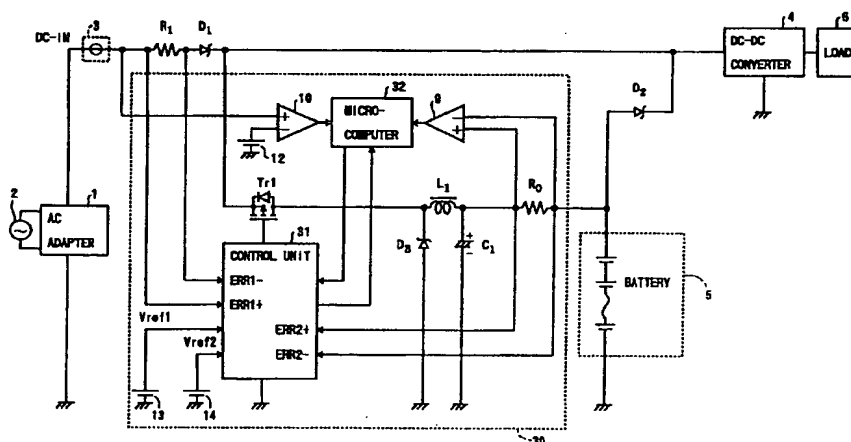 3
R1
D1
4
6
DC-IN
DC-DC
CONVERTER
LOAD
10
32
9
D2
MICRO-
COMPUTER
+
−
−
+
12
Tr1
L1
R0
2
1
31
AC
ADAPTER
CONTROL UNIT
D3
+
−
C1
BATTERY
5
ERR1-
ERR1+
Vref1
ERR2+
Vref2
ERR2-
13
14
30